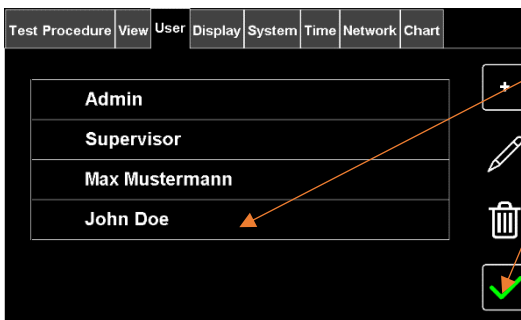 Test Procedure View User Display System Time Network Chart
+
Admin
Supervisor
Max Mustermann
John Doe